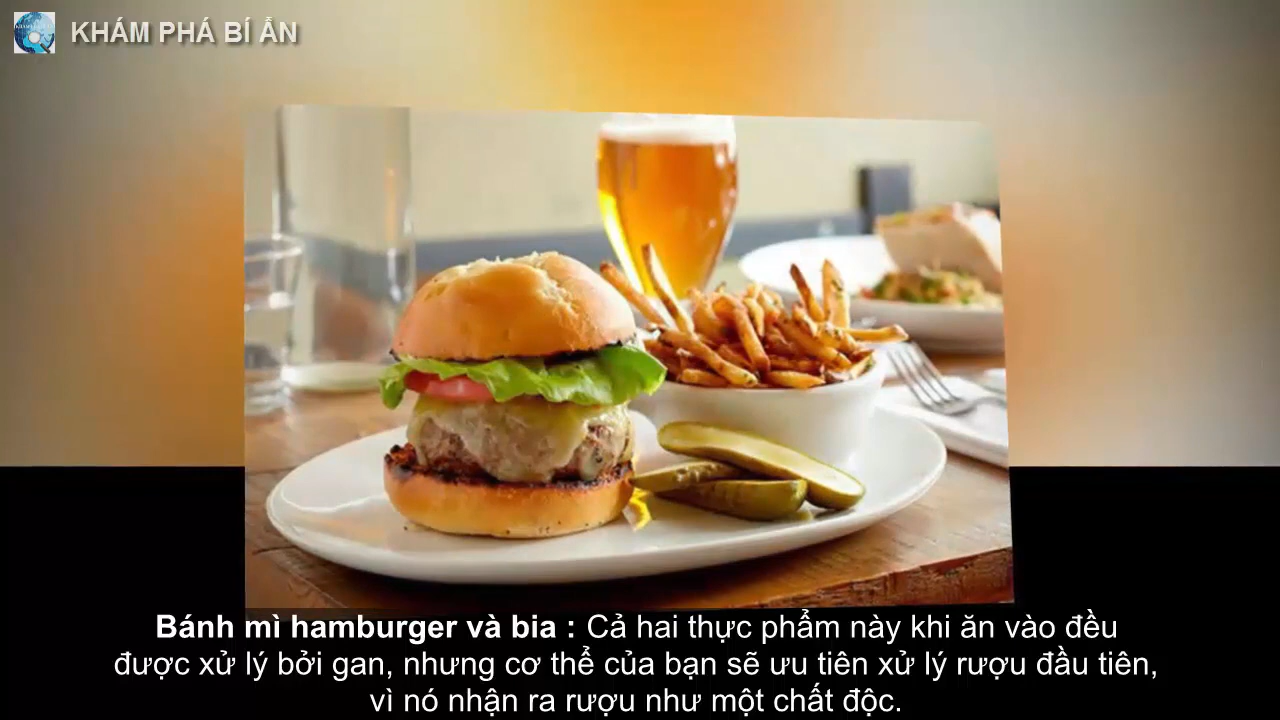 KHÁM PHÁ BÍ ẨN
Bánh mì hamburger và bia : Cả hai thực phẩm này khi ăn vào đều
được xử lý bởi gan, nhưng cơ thể của bạn sẽ ưu tiên xử lý rượu đầu tiên,
vì nó nhận ra rượu như một chất độc.